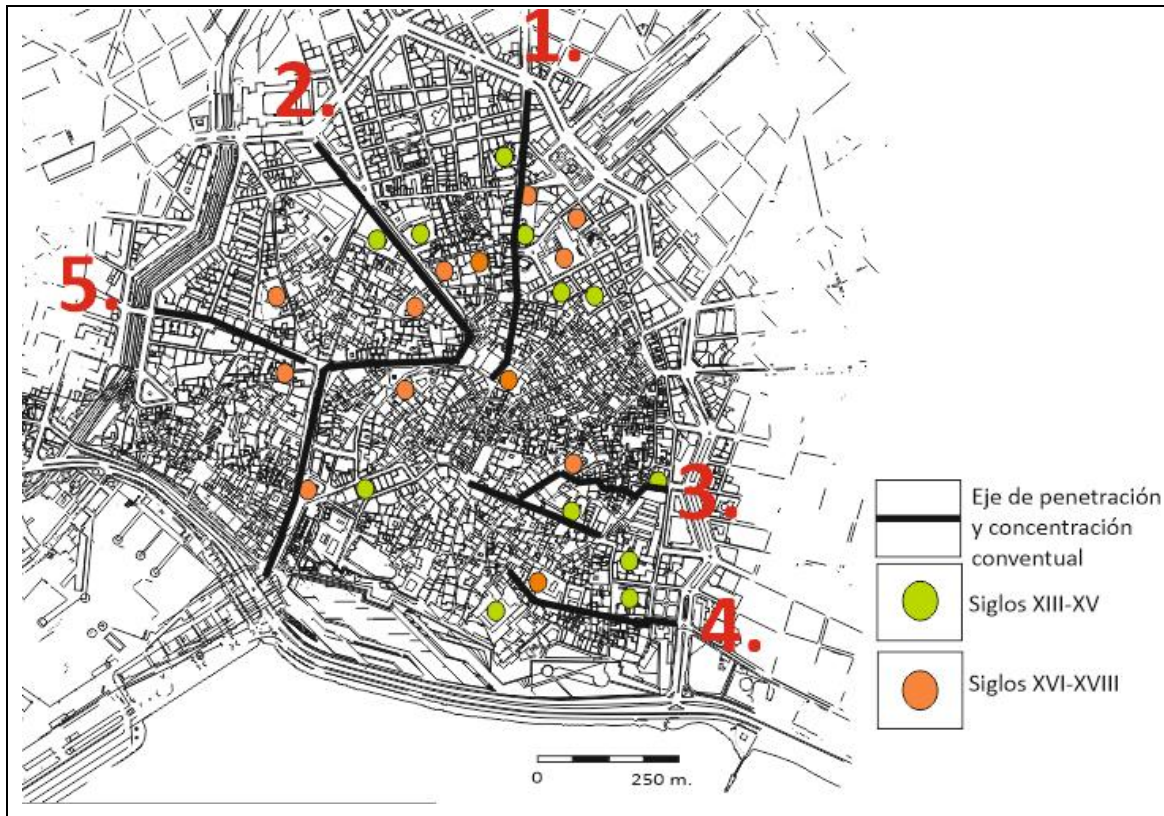 1.
2.
5.
3.
4.
Eje de penetración
y concentración
conventual
Siglos XIII-XV
Siglos XVI-XVIII
0 250 m.